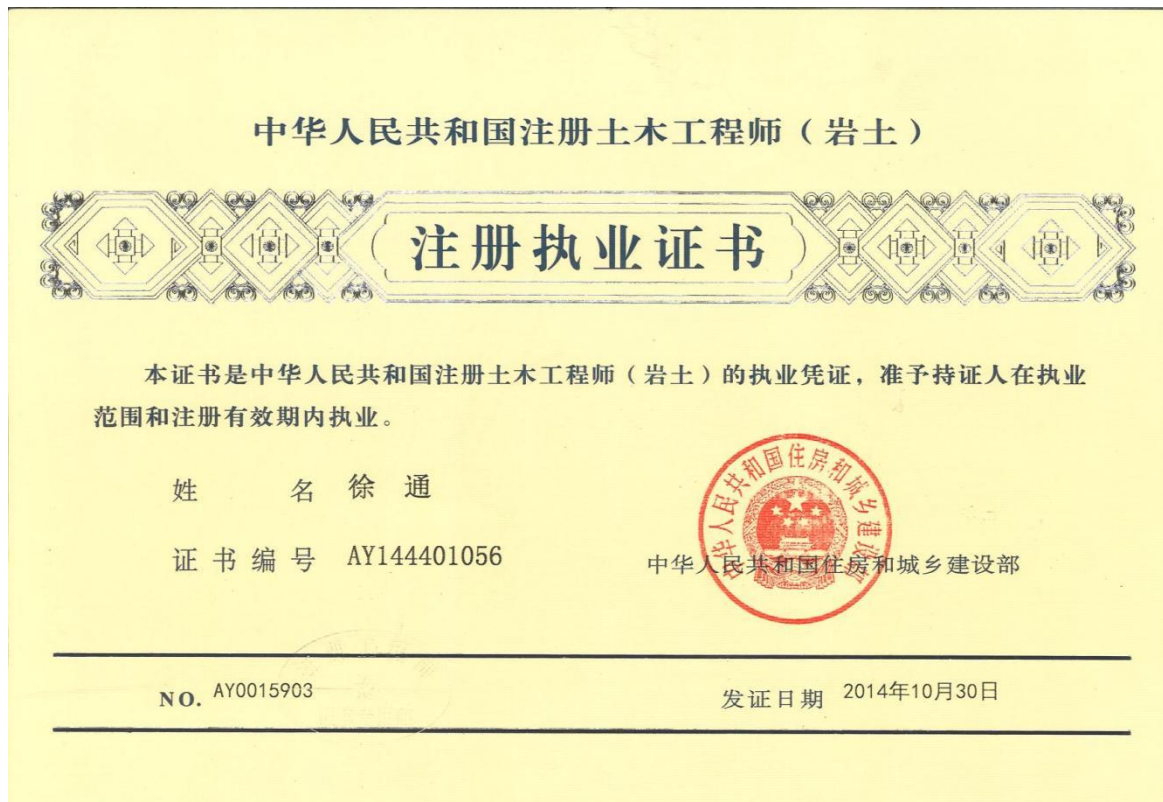 中华人民共和国注册土木工程师（岩土）
注册执业证书
本证书是中华人民共和国注册土木工程师（岩土）的执业凭证，准予持证人在执业
范围和注册有效期内执业。
姓 名 徐 通
证书编号 AY144401056
中华人民共和国住房和城乡建设部
中华人民共和国住房和城乡建设部
NO. AY0015903
发证日期 2014年10月30日